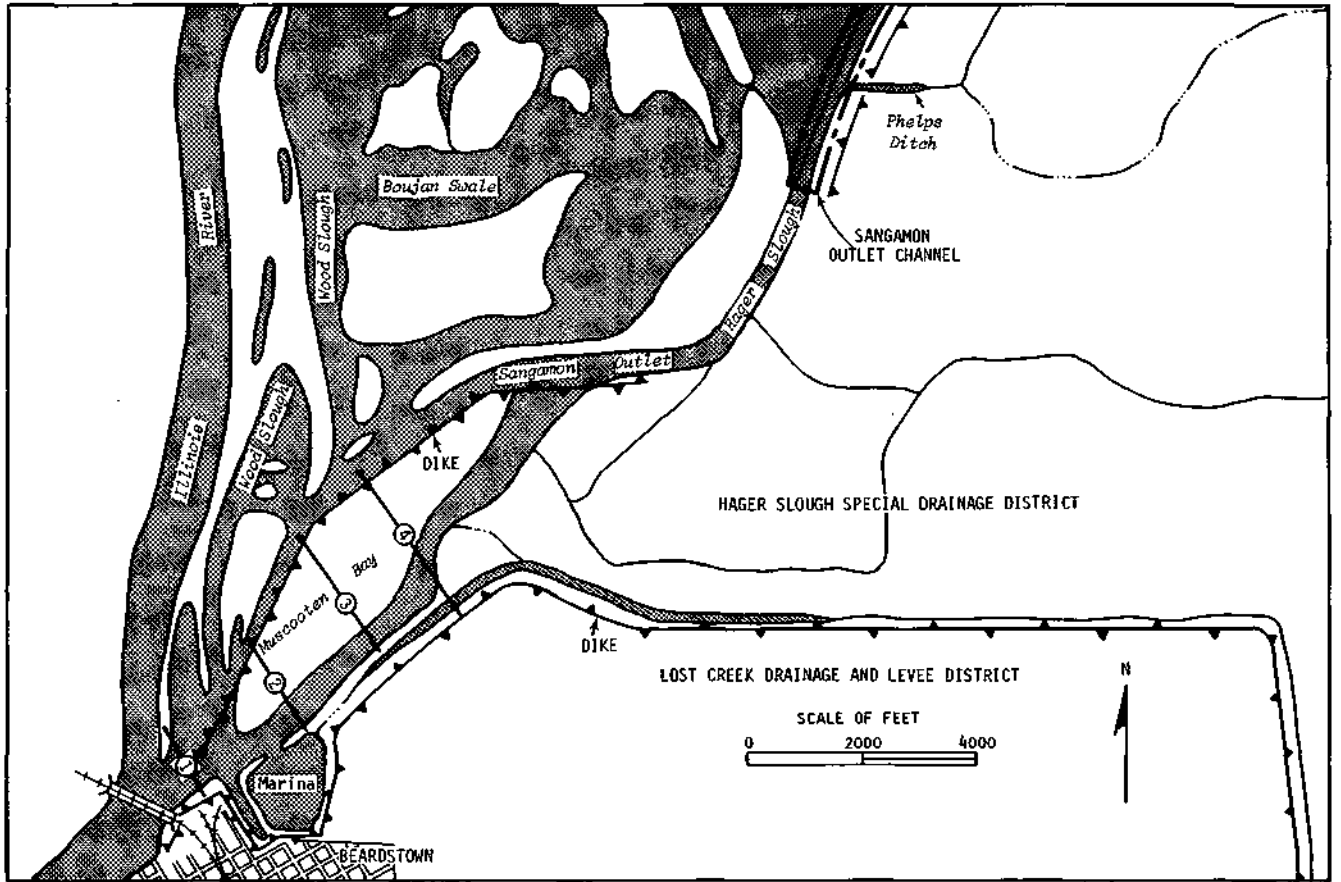 Phelps
Ditch
Boujan Swale
River
Wood Slough
Hager Slough
SANGAMON
OUTLET CHANNEL
Sangamon Outlet
Wood Slough
Illinois
DIKE
HAGER SLOUGH SPECIAL DRAINAGE DISTRICT
4
Bay
3
Muscooten
DIKE
2
LOST CREEK DRAINAGE AND LEVEE DISTRICT
N
SCALE OF FEET
0 2000 4000
1
Marina
BEARDSTOWN